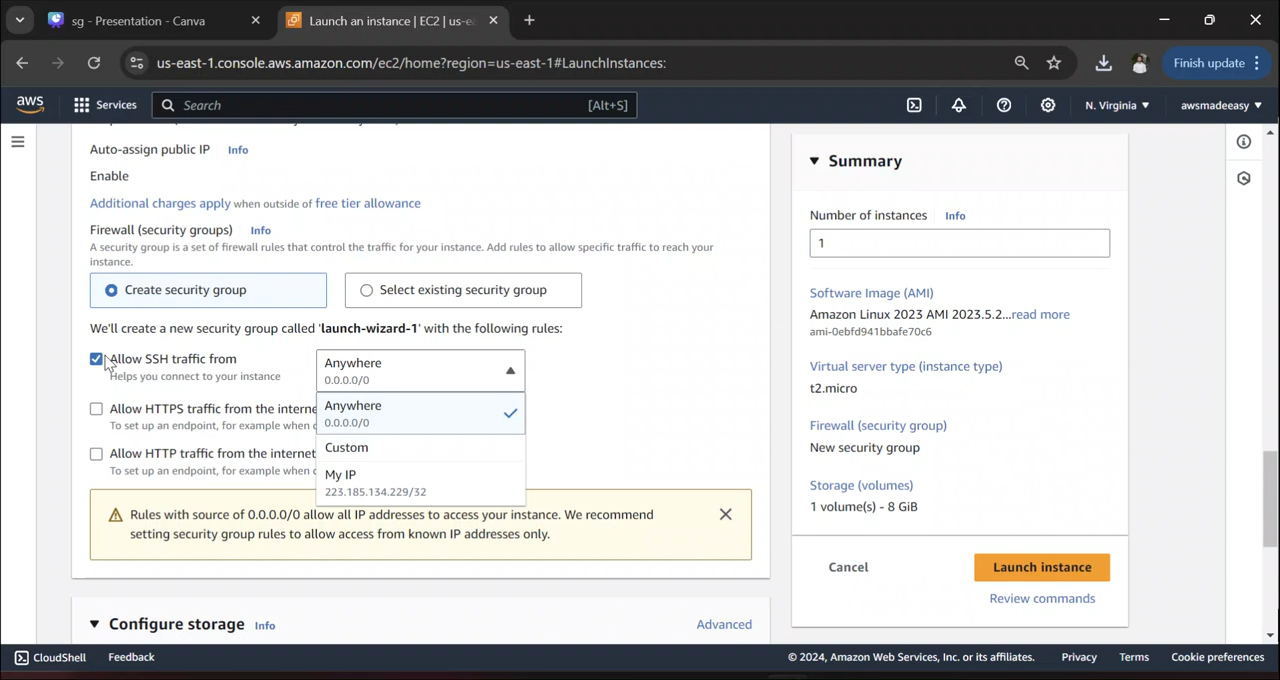 sg - Presentation - Canva
Launch an instance | EC2 | us-ea
us-east-1.console.aws.amazon.com/ec2/home?region=us-east-1#LaunchInstances:
Finish update
aws
Services
Search
[Alt+S]
N. Virginia
awsmadeeasy
Auto-assign public IP Info
Enable
Additional charges apply when outside of free tier allowance
Firewall (security groups) Info
A security group is a set of firewall rules that control the traffic for your instance. Add rules to allow specific traffic to reach your
instance.
Create security group
Select existing security group
We'll create a new security group called 'launch-wizard-1' with the following rules:
Allow SSH traffic from
Helps you connect to your instance
Anywhere
0.0.0.0/0
Anywhere
0.0.0.0/0
Custom
My IP
223.185.134.229/32
Allow HTTPS traffic from the interne
To set up an endpoint, for example when c
Allow HTTP traffic from the internet
To set up an endpoint, for example when c
Rules with source of 0.0.0.0/0 allow all IP addresses to access your instance. We recommend
setting security group rules to allow access from known IP addresses only.
Configure storage Info
Advanced
Summary
Number of instances Info
1
Software Image (AMI)
Amazon Linux 2023 AMI 2023.5.2...read more
ami-0ebfd941bbafe70c6
Virtual server type (instance type)
t2.micro
Firewall (security group)
New security group
Storage (volumes)
1 volume(s) - 8 GiB
Cancel
Launch instance
Review commands
CloudShell
Feedback
© 2024, Amazon Web Services, Inc. or its affiliates.
Privacy
Terms
Cookie preferences